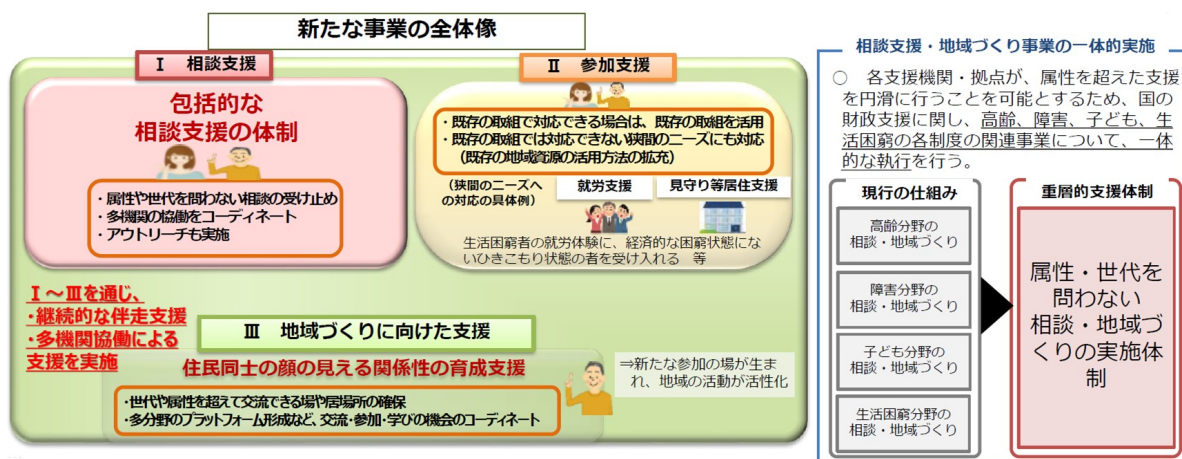 新たな事業の全体像
Ⅰ 相談支援
包括的な
相談支援の体制
・属性や世代を問わない相談の受け止め
・多機関の協働をコーディネート
・アウトリーチも実施
Ⅱ 参加支援
・既存の取組で対応できる場合は、既存の取組を活用
・既存の取組では対応できない狭間のニーズにも対応
（既存の地域資源の活用方法の拡充）
（狭間のニーズへ
の対応の具体例）
就労支援
見守り等居住支援
生活困窮者の就労体験に、経済的な困窮状態にな
いひきこもり状態の者を受け入れる 等
Ⅰ～Ⅲを通じ、
・継続的な伴走支援
・多機関協働による
支援を実施
Ⅲ 地域づくりに向けた支援
住民同士の顔の見える関係性の育成支援
・世代や属性を超えて交流できる場や居場所の確保
・多分野のプラットフォーム形成など、交流・参加・学びの機会のコーディネート
⇒新たな参加の場が生ま
れ、地域の活動が活性化
相談支援・地域づくり事業の一体的実施
○ 各支援機関・拠点が、属性を超えた支援
を円滑に行うことを可能とするため、国の
財政支援に関し、高齢、障害、子ども、生
活困窮の各制度の関連事業について、一体
的な執行を行う。
現行の仕組み
高齢分野の
相談・地域づくり
障害分野の
相談・地域づくり
子ども分野の
相談・地域づくり
生活困窮分野の
相談・地域づくり
重層的支援体制
属性・世代を
問わない
相談・地域づ
くりの実施体
制